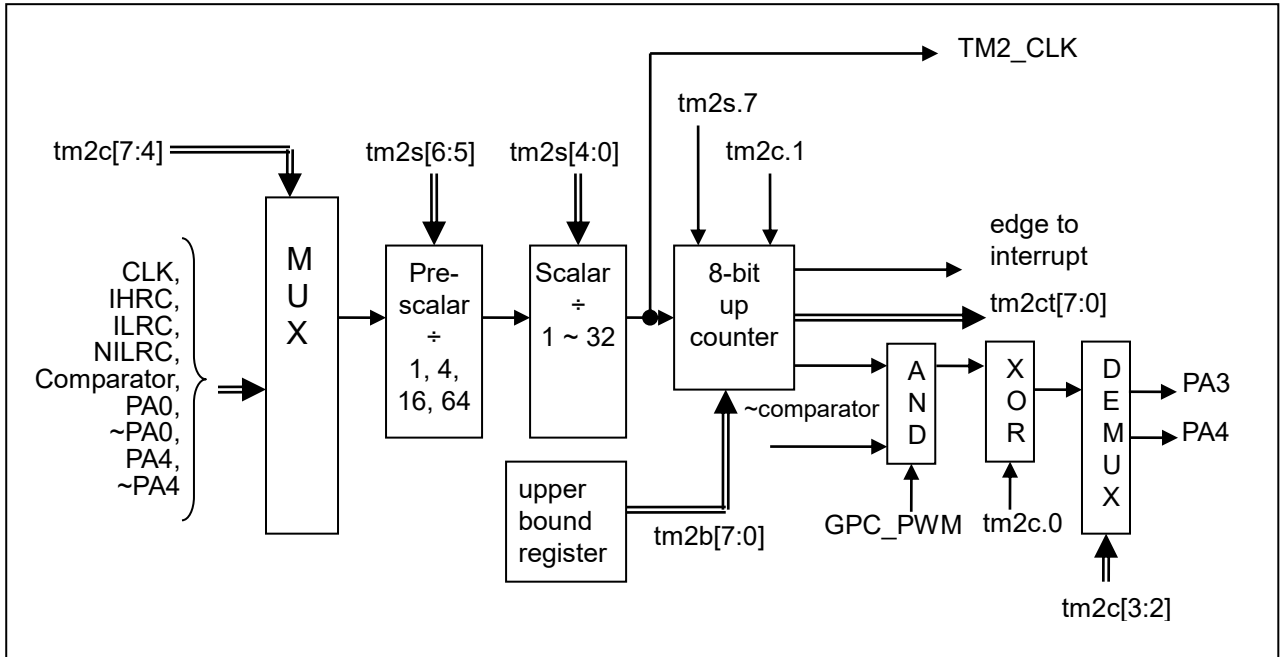 TM2_CLK
tm2s.7
tm2c[7:4]
tm2s[6:5]
tm2s[4:0]
tm2c.1
CLK,
IHRC,
ILRC,
NILRC,
Comparator,
PA0,
~PA0,
PA4,
~PA4
M
U
X
Pre-
scalar
÷
1, 4,
16, 64
Scalar
÷
1 ~ 32
8-bit
up
counter
edge to
interrupt
tm2ct[7:0]
~comparator
A
N
D
X
O
R
D
E
M
U
X
PA3
PA4
upper
bound
register
tm2b[7:0]
GPC_PWM
tm2c.0
tm2c[3:2]